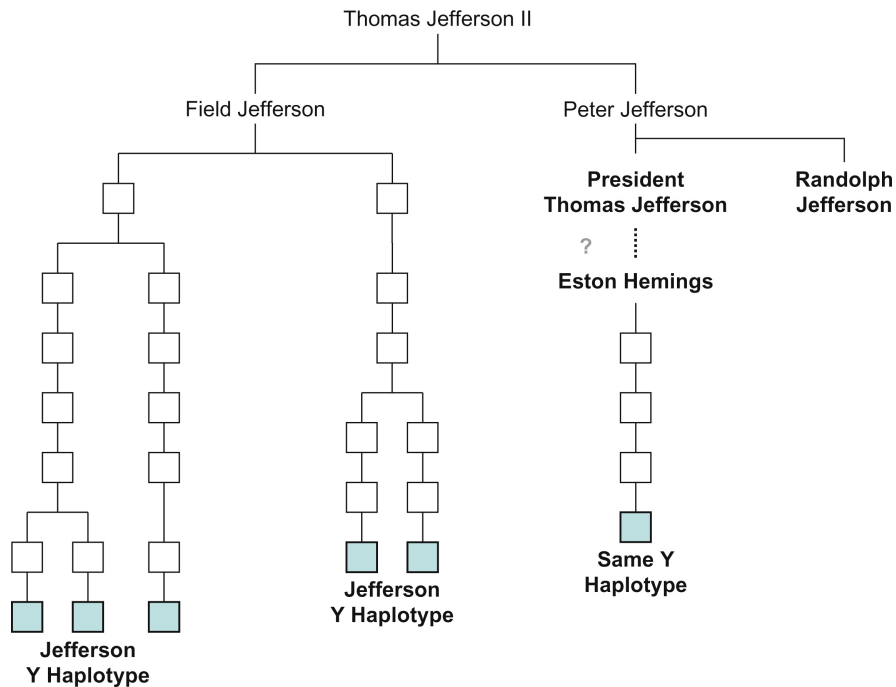 Thomas Jefferson II
Field Jefferson
Peter Jefferson
President
Thomas Jefferson
Randolph
Jefferson
?
Eston Hemings
Same Y
Haplotype
Jefferson
Y Haplotype
Jefferson
Y Haplotype